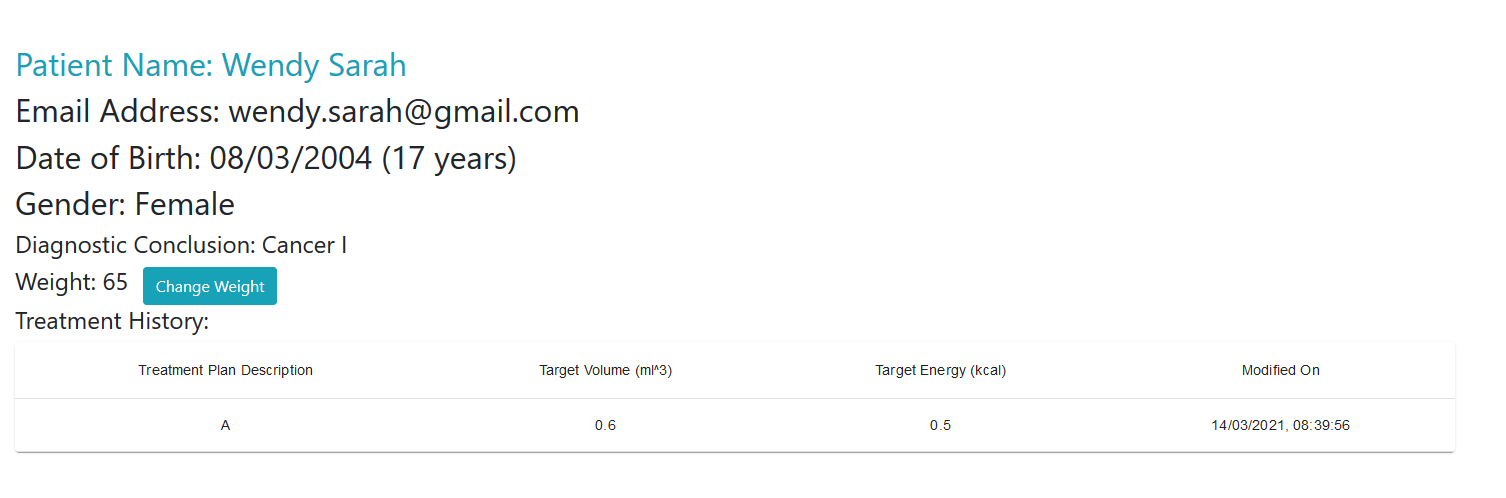 Patient Name: Wendy Sarah
Email Address: wendy.sarah@gmail.com
Date of Birth: 08/03/2004 (17 years)
Gender: Female
Diagnostic Conclusion: Cancer I
Weight: 65 Change Weight
Treatment History:
Treatment Plan Description Target Volume (ml^3) Target Energy (kcal) Modified On
A 0.6 0.5 14/03/2021, 08:39:56